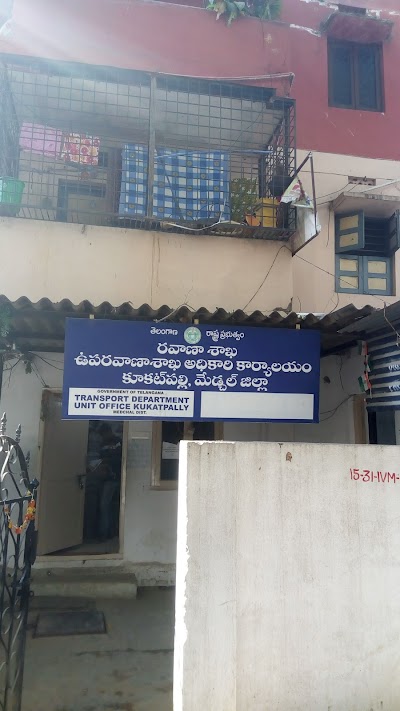 తెలంగాణ రాష్ట్ర ప్రభుత్వం
రవాణా శాఖ
ఉపరవాణాశాఖ అధికారి కార్యాలయం
కూకట్‌పల్లి, మేడ్చల్ జిల్లా
GOVERNMENT OF TELANGANA
TRANSPORT DEPARTMENT
UNIT OFFICE KUKATPALLY
MEDCHAL DIST.
15-31-1VM-